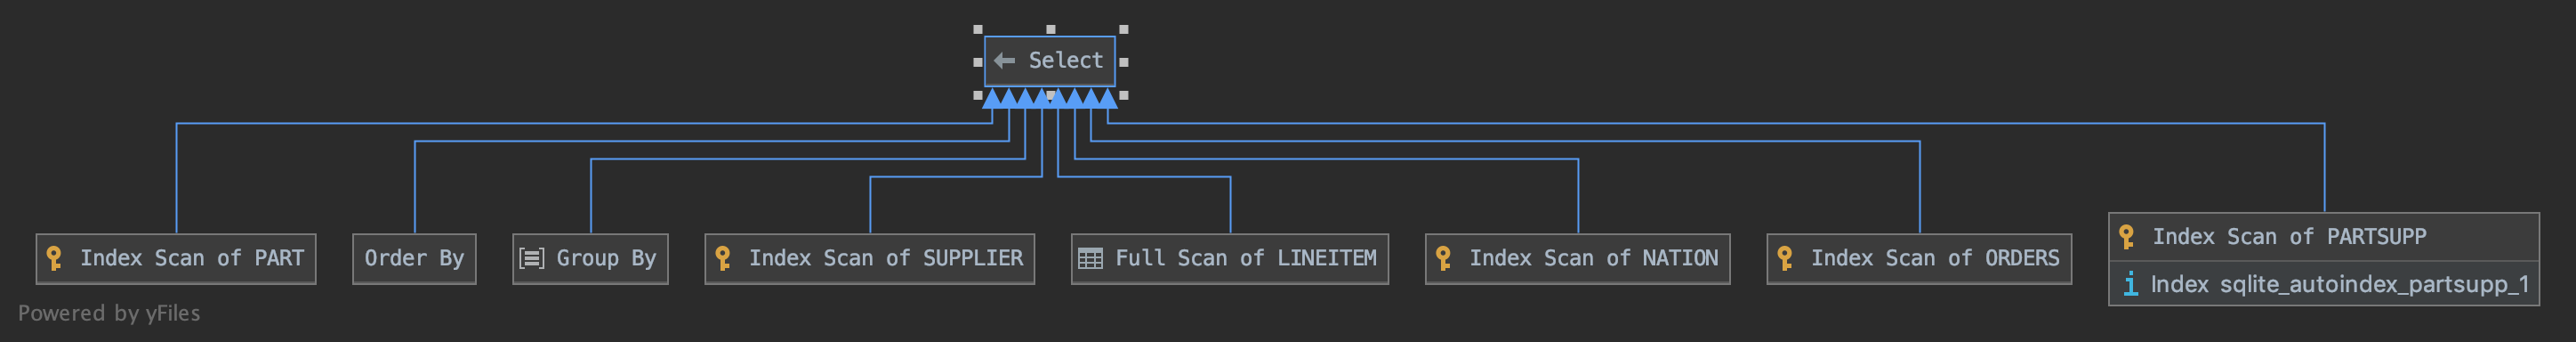 Select
Index Scan of PART
Order By
Group By
Index Scan of SUPPLIER
Full Scan of LINEITEM
Index Scan of NATION
Index Scan of ORDERS
Index Scan of PARTSUPP
Index sqlite_autoindex_partsupp_1
Powered by yFiles